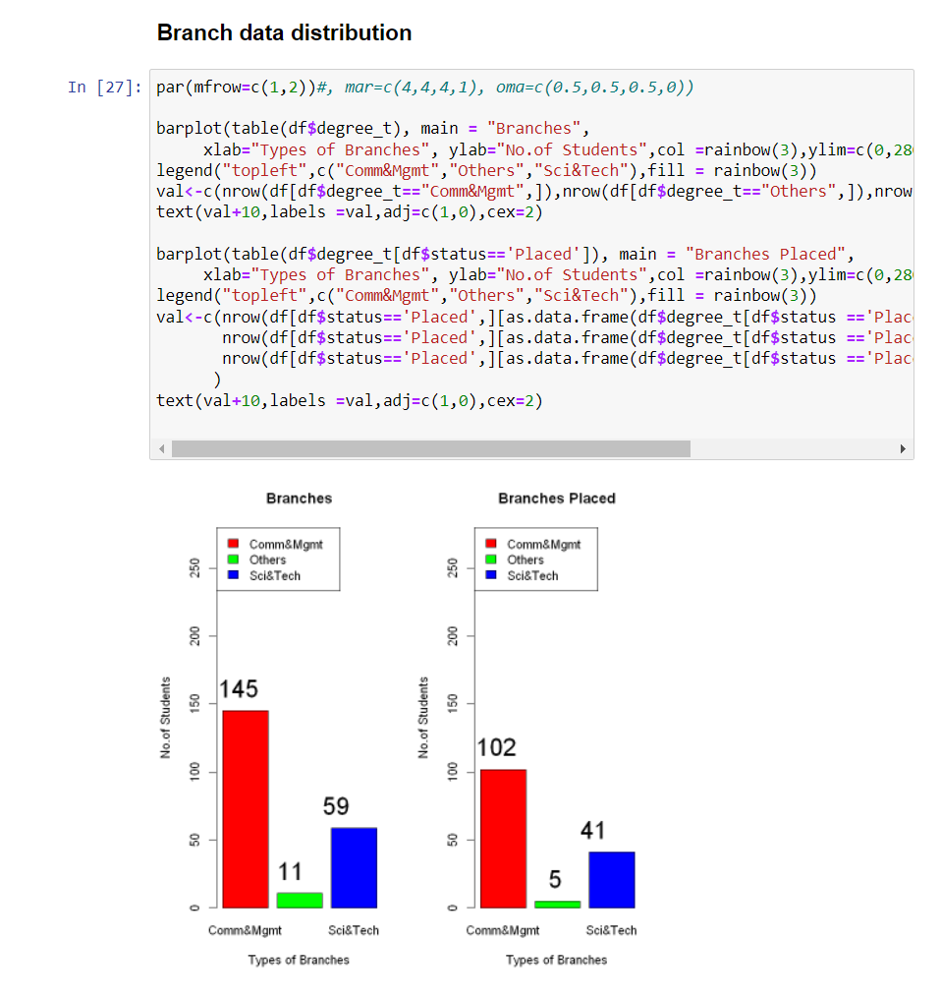 Branch data distribution
In [27]:
par(mfrow=c(1,2))#, mar=c(4,4,4,1), oma=c(0.5,0.5,0.5,0))
barplot(table(df$degree_t), main = "Branches",
xlab="Types of Branches", ylab="No.of Students",col =rainbow(3),ylim=c(0,28
legend("topleft",c("Comm&Mgmt","Others","Sci&Tech"),fill = rainbow(3))
val<-c(nrow(df[df$degree_t=="Comm&Mgmt",]),nrow(df[df$degree_t=="Others",]),nrow
text(val+10,labels =val,adj=c(1,0),cex=2)
barplot(table(df$degree_t[df$status=='Placed']), main = "Branches Placed",
xlab="Types of Branches", ylab="No.of Students",col =rainbow(3),ylim=c(0,28
legend("topleft",c("Comm&Mgmt","Others","Sci&Tech"),fill = rainbow(3))
val<-c(nrow(df[df$status=='Placed',][as.data.frame(df$degree_t[df$status =='Plac
nrow(df[df$status=='Placed',][as.data.frame(df$degree_t[df$status =='Plac
nrow(df[df$status=='Placed',][as.data.frame(df$degree_t[df$status =='Plac
)
text(val+10,labels =val,adj=c(1,0),cex=2)
Branches
Comm&Mgmt
Others
Sci&Tech
250
200
150
100
50
0
No.of Students
145
11
59
Comm&Mgmt
Sci&Tech
Types of Branches
Branches Placed
Comm&Mgmt
Others
Sci&Tech
250
200
150
100
50
0
No.of Students
102
5
41
Comm&Mgmt
Sci&Tech
Types of Branches